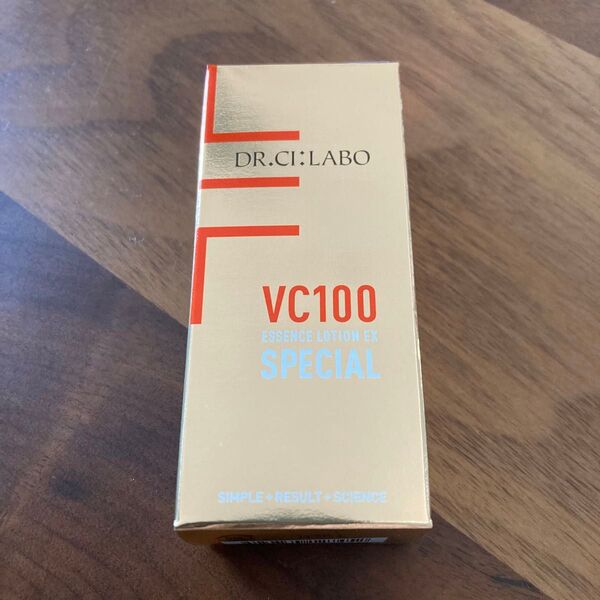 DR.CI:LABO
VC100
ESSENCE LOTION EX
SPECIAL
SIMPLE+RESULT+SCIENCE